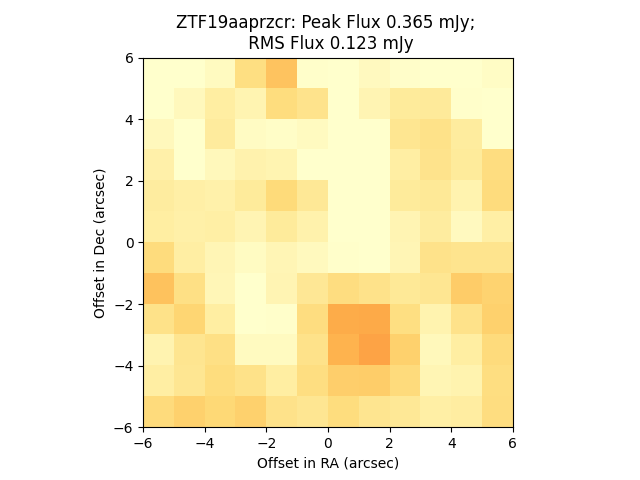 ZTF19aaprzcr: Peak Flux 0.365 mJy;
RMS Flux 0.123 mJy
6
4
2
0
−2
−4
−6
Offset in Dec (arcsec)
−6 −4 −2 0 2 4 6
Offset in RA (arcsec)